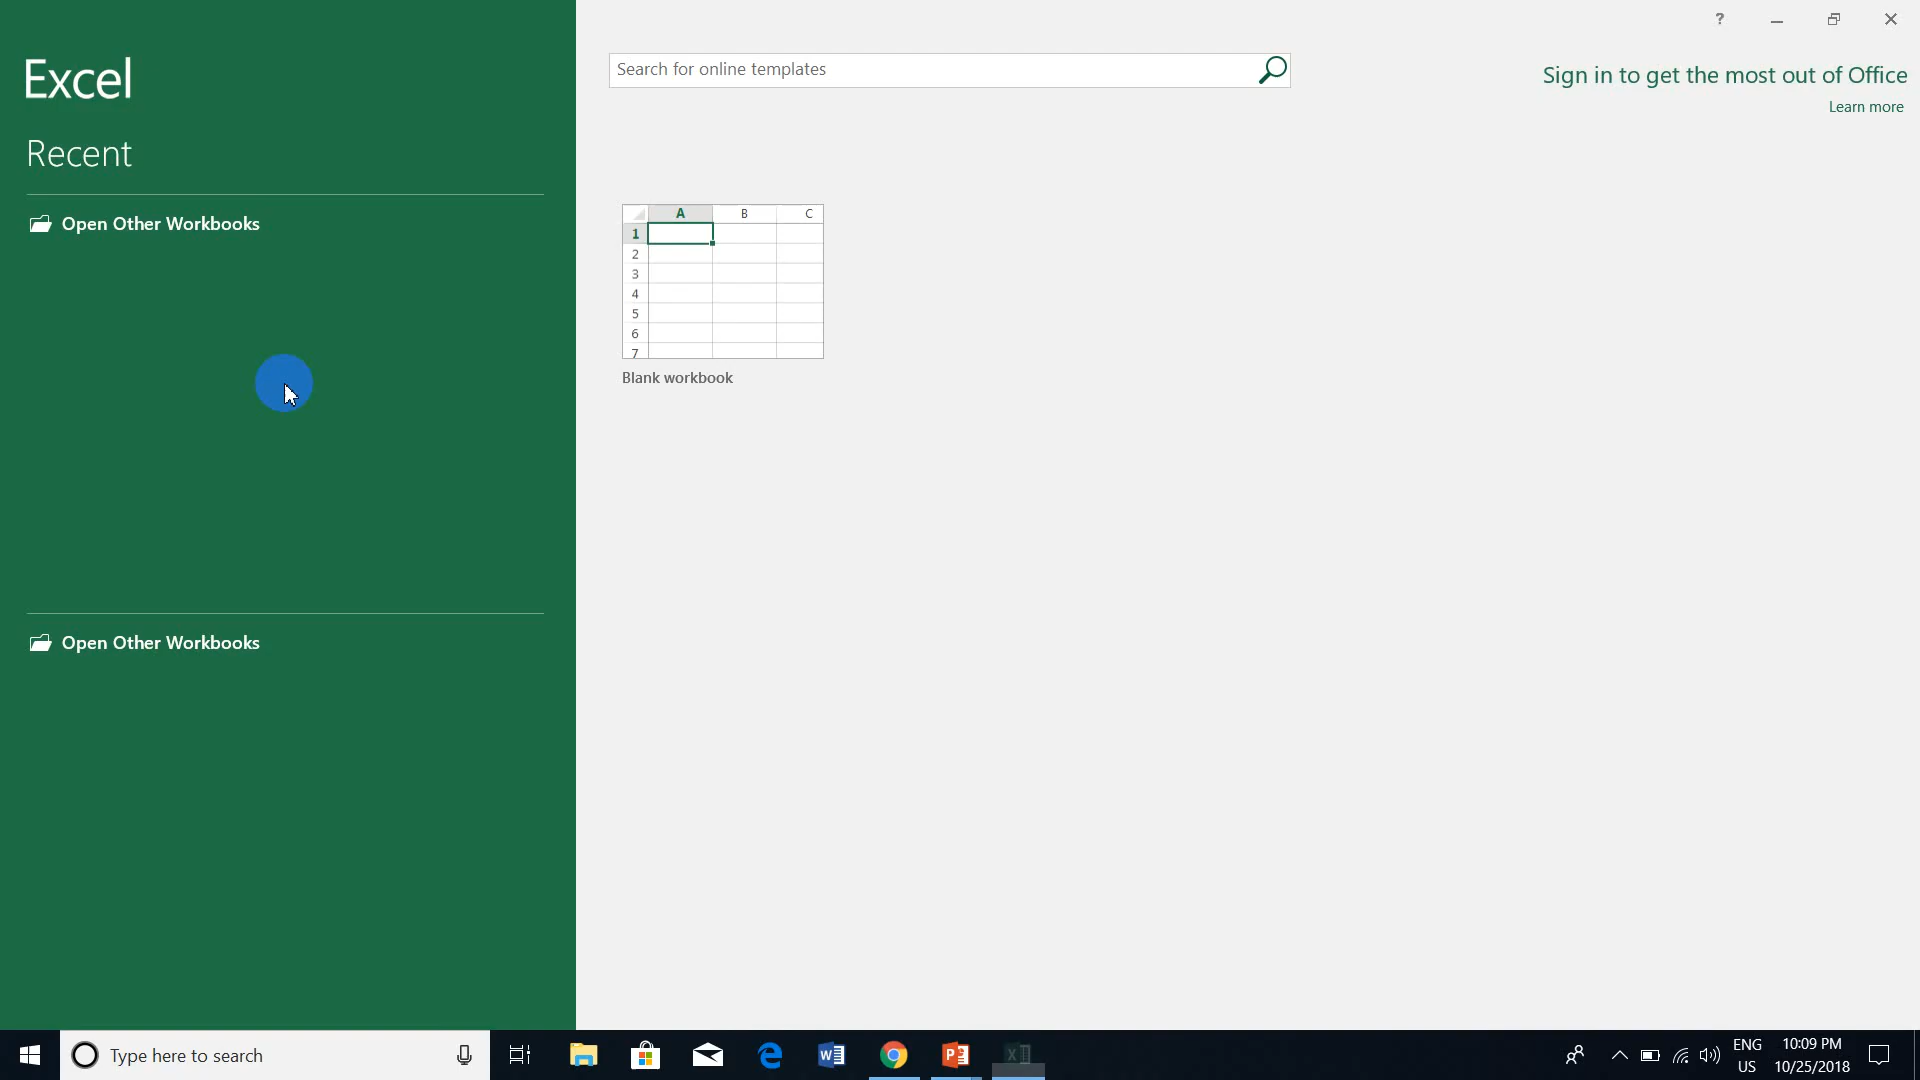 Excel
Recent
Open Other Workbooks
Open Other Workbooks
?
Search for online templates
Sign in to get the most out of Office
Learn more
A B C
1
2
3
4
5
6
7
Blank workbook
Type here to search
ENG
US
10:09 PM
10/25/2018